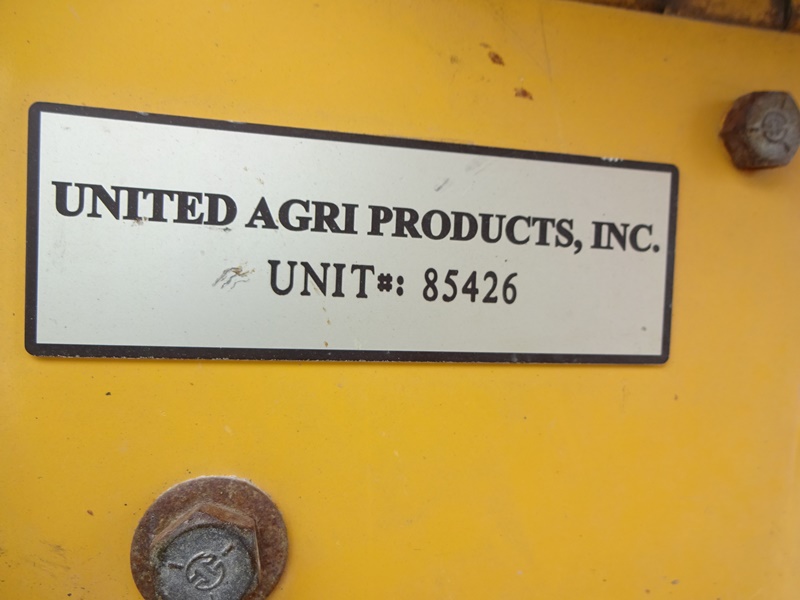 UNITED AGRI PRODUCTS, INC.
UNIT#: 85426